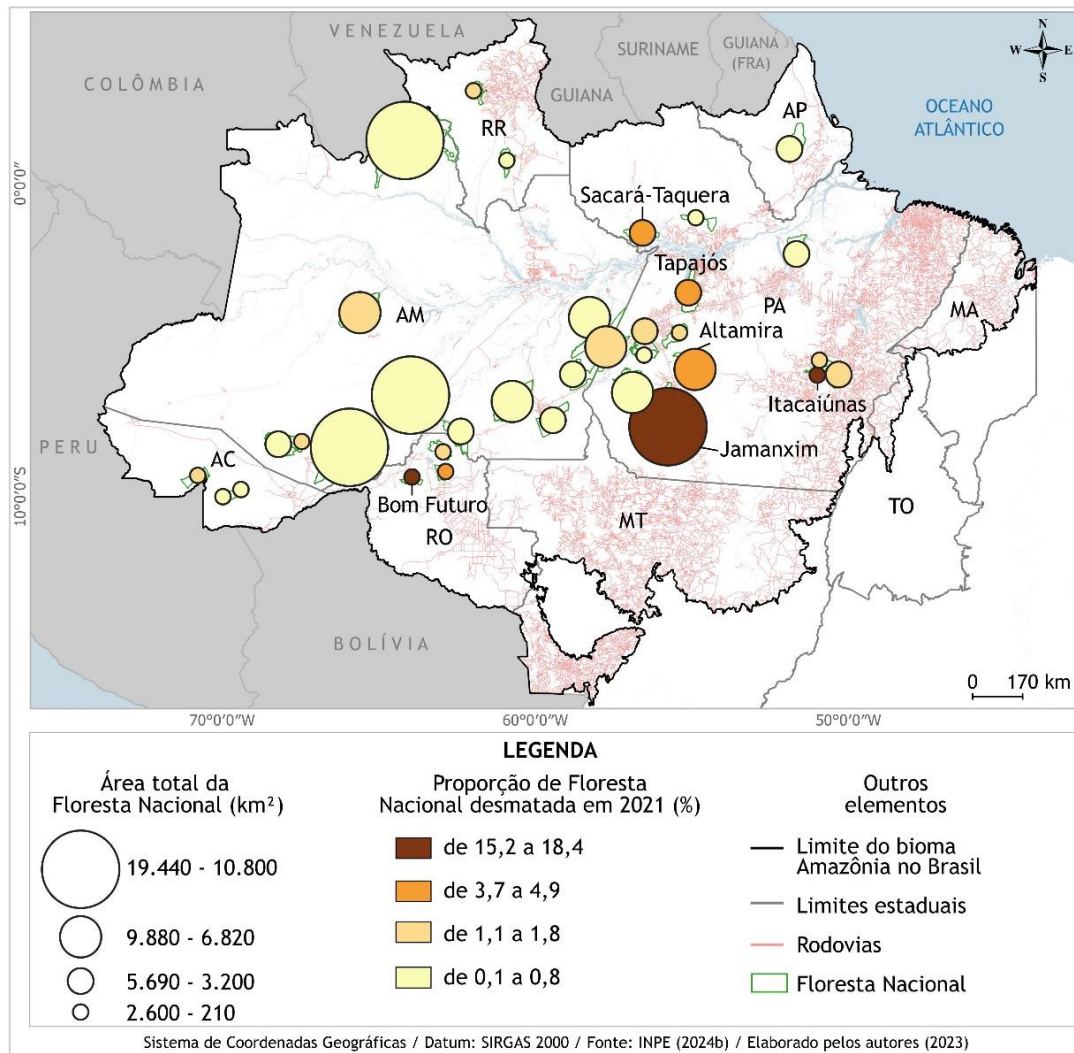 VENEZUELA
SURINAME
GUIANA
(FRA)
N
W E
S
COLÔMBIA
GUIANA
OCEANO
ATLÂNTICO
RR
AP
0°0'0"
Sacará-Taquera
Tapajós
AM
PA
MA
Altamira
Itacaiúnas
PERU
Jamanxim
AC
Bom Futuro
10°0'0"S
RO
MT
TO
BOLÍVIA
0 170 km
70°0'0"W
60°0'0"W
50°0'0"W
LEGENDA
Área total da
Floresta Nacional (km²)
19.440 - 10.800
9.880 - 6.820
5.690 - 3.200
2.600 - 210
Proporção de Floresta
Nacional desmatada em 2021 (%)
de 15,2 a 18,4
de 3,7 a 4,9
de 1,1 a 1,8
de 0,1 a 0,8
Outros
elementos
Limite do bioma
Amazônia no Brasil
Limites estaduais
Rodovias
Floresta Nacional
Sistema de Coordenadas Geográficas / Datum: SIRGAS 2000 / Fonte: INPE (2024b) / Elaborado pelos autores (2023)